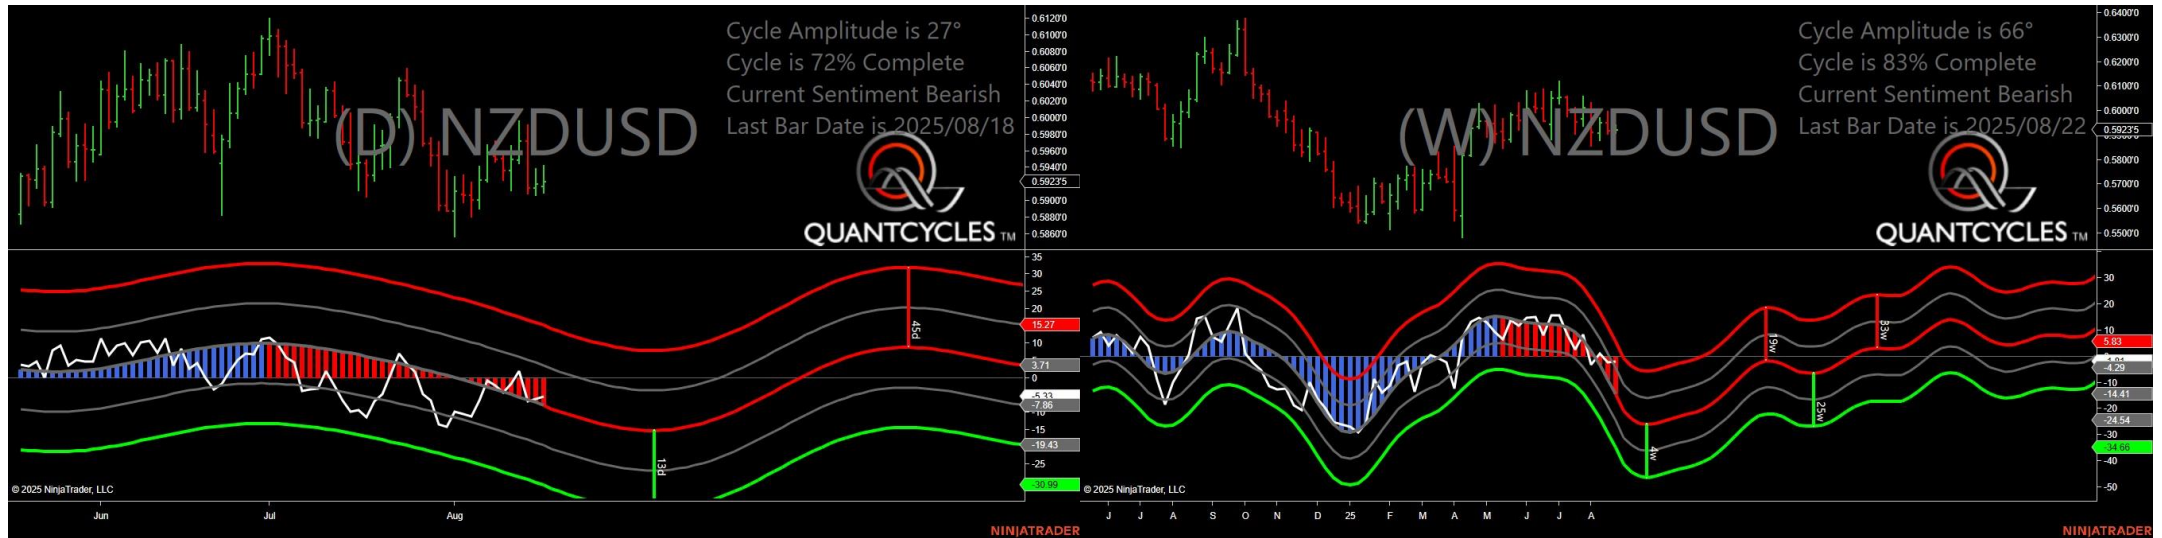 Cycle Amplitude is 27°
Cycle is 72% Complete
Current Sentiment Bearish
Last Bar Date is 2025/08/18
(D) NZDUSD
QUANTCYCLES TM
0.6120'0
0.6100'0
0.6080'0
0.6060'0
0.6040'0
0.6020'0
0.6000'0
0.5980'0
0.5960'0
0.5940'0
0.5923'5
0.5900'0
0.5880'0
0.5860'0
35
30
25
20
15.27
10
5
3.71
0
-5.33
-7.86
-10
-15
-19.43
-25
-30.99
45d
13d
© 2025 NinjaTrader, LLC
Jun
Jul
Aug
NINJATRADER
Cycle Amplitude is 66°
Cycle is 83% Complete
Current Sentiment Bearish
Last Bar Date is 2025/08/22
(W) NZDUSD
QUANTCYCLES TM
0.6400'0
0.6300'0
0.6200'0
0.6100'0
0.6000'0
0.5923'5
0.5800'0
0.5700'0
0.5600'0
0.5500'0
30
20
10
5.83
-4.29
-10
-14.41
-20
-24.54
-30
-34.66
-40
-50
19w
33w
25w
4w
© 2025 NinjaTrader, LLC
J
J
A
S
O
N
D
25
F
M
A
M
J
J
A
NINJATRADER